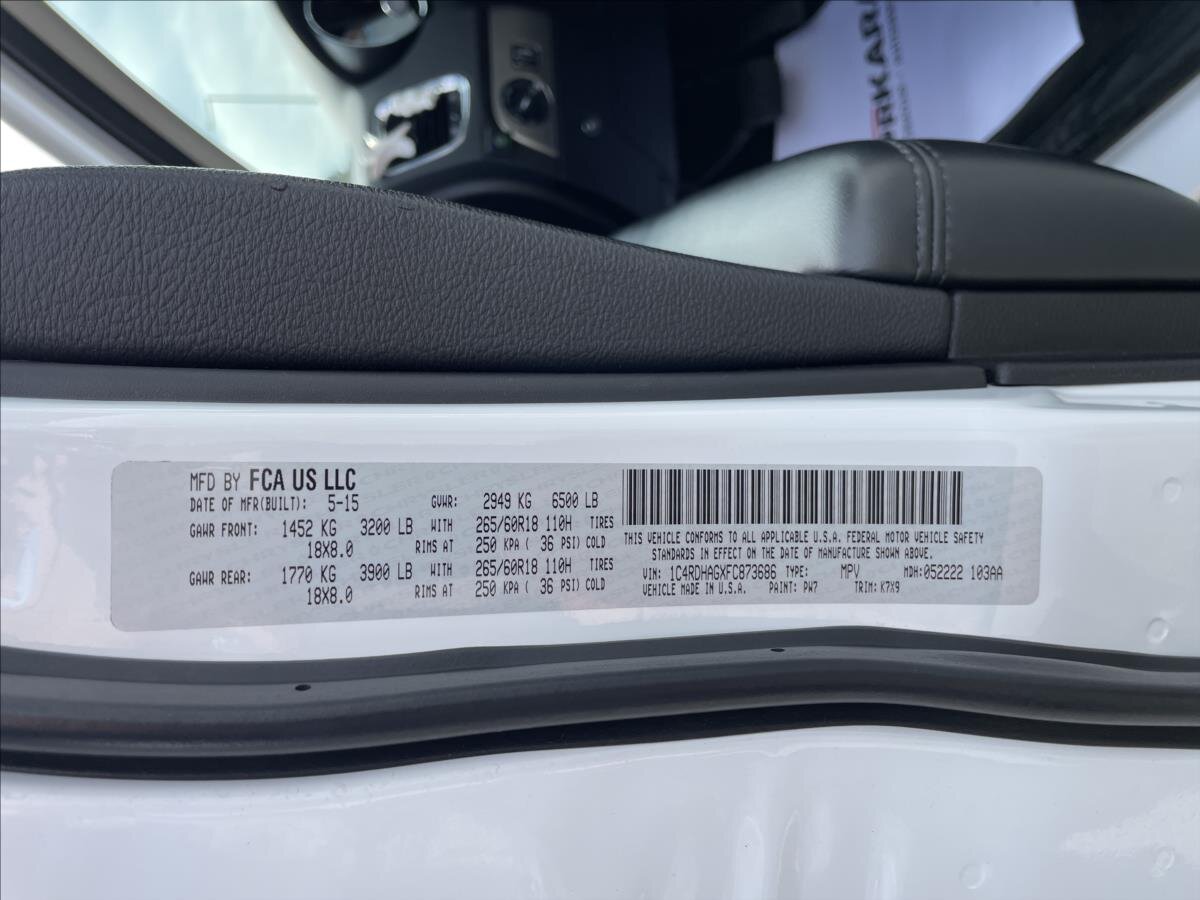 MFD BY FCA US LLC
DATE OF MFR(BUILT): 5-15 GVWR: 2949 KG 6500 LB
GAWR FRONT: 1452 KG 3200 LB WITH 265/60R18 110H TIRES
18X8.0 RIMS AT 250 KPA ( 36 PSI) COLD
GAWR REAR: 1770 KG 3900 LB WITH 265/60R18 110H TIRES
18X8.0 RIMS AT 250 KPA ( 36 PSI) COLD
THIS VEHICLE CONFORMS TO ALL APPLICABLE U.S.A. FEDERAL MOTOR VEHICLE SAFETY
STANDARDS IN EFFECT ON THE DATE OF MANUFACTURE SHOWN ABOVE.
VIN: 1C4RDHAGXFC873686 TYPE: MPV MDH: 052222 103AA
VEHICLE MADE IN U.S.A. PAINT: PW7 TRIM: K7X9